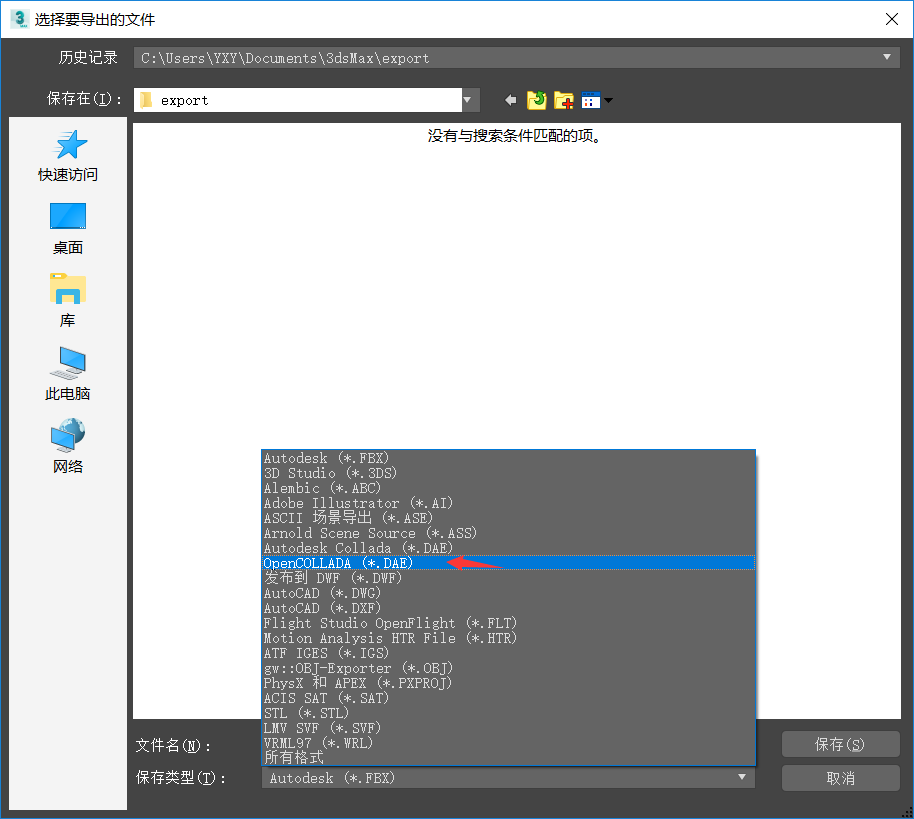 选择要导出的文件
历史记录 C:\Users\YXY\Documents\3dsMax\export
保存在(I): export
没有与搜索条件匹配的项。
快速访问
桌面
库
此电脑
网络
Autodesk (*.FBX)
3D Studio (*.3DS)
Alembic (*.ABC)
Adobe Illustrator (*.AI)
ASCII 场景导出 (*.ASE)
Arnold Scene Source (*.ASS)
Autodesk Collada (*.DAE)
OpenCOLLADA (*.DAE)
发布到 DWF (*.DWF)
AutoCAD (*.DWG)
AutoCAD (*.DXF)
Flight Studio OpenFlight (*.FLT)
Motion Analysis HTR File (*.HTR)
ATF IGES (*.IGS)
gw::OBJ-Exporter (*.OBJ)
PhysX 和 APEX (*.PXPROJ)
ACIS SAT (*.SAT)
STL (*.STL)
LMV SVF (*.SVF)
VRML97 (*.WRL)
所有格式
文件名(N): 保存(S)
保存类型(T): Autodesk (*.FBX) 取消